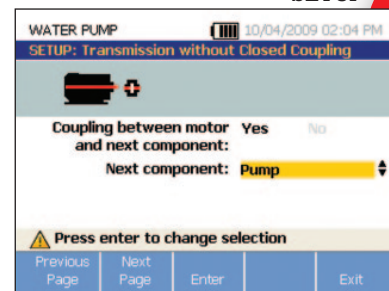 WATER PUMP 10/04/2009 02:04 PM
SETUP: Transmission without Closed Coupling
Coupling between motor Yes No
and next component:
Next component: Pump
Press enter to change selection
Previous Page Next Page Enter Exit